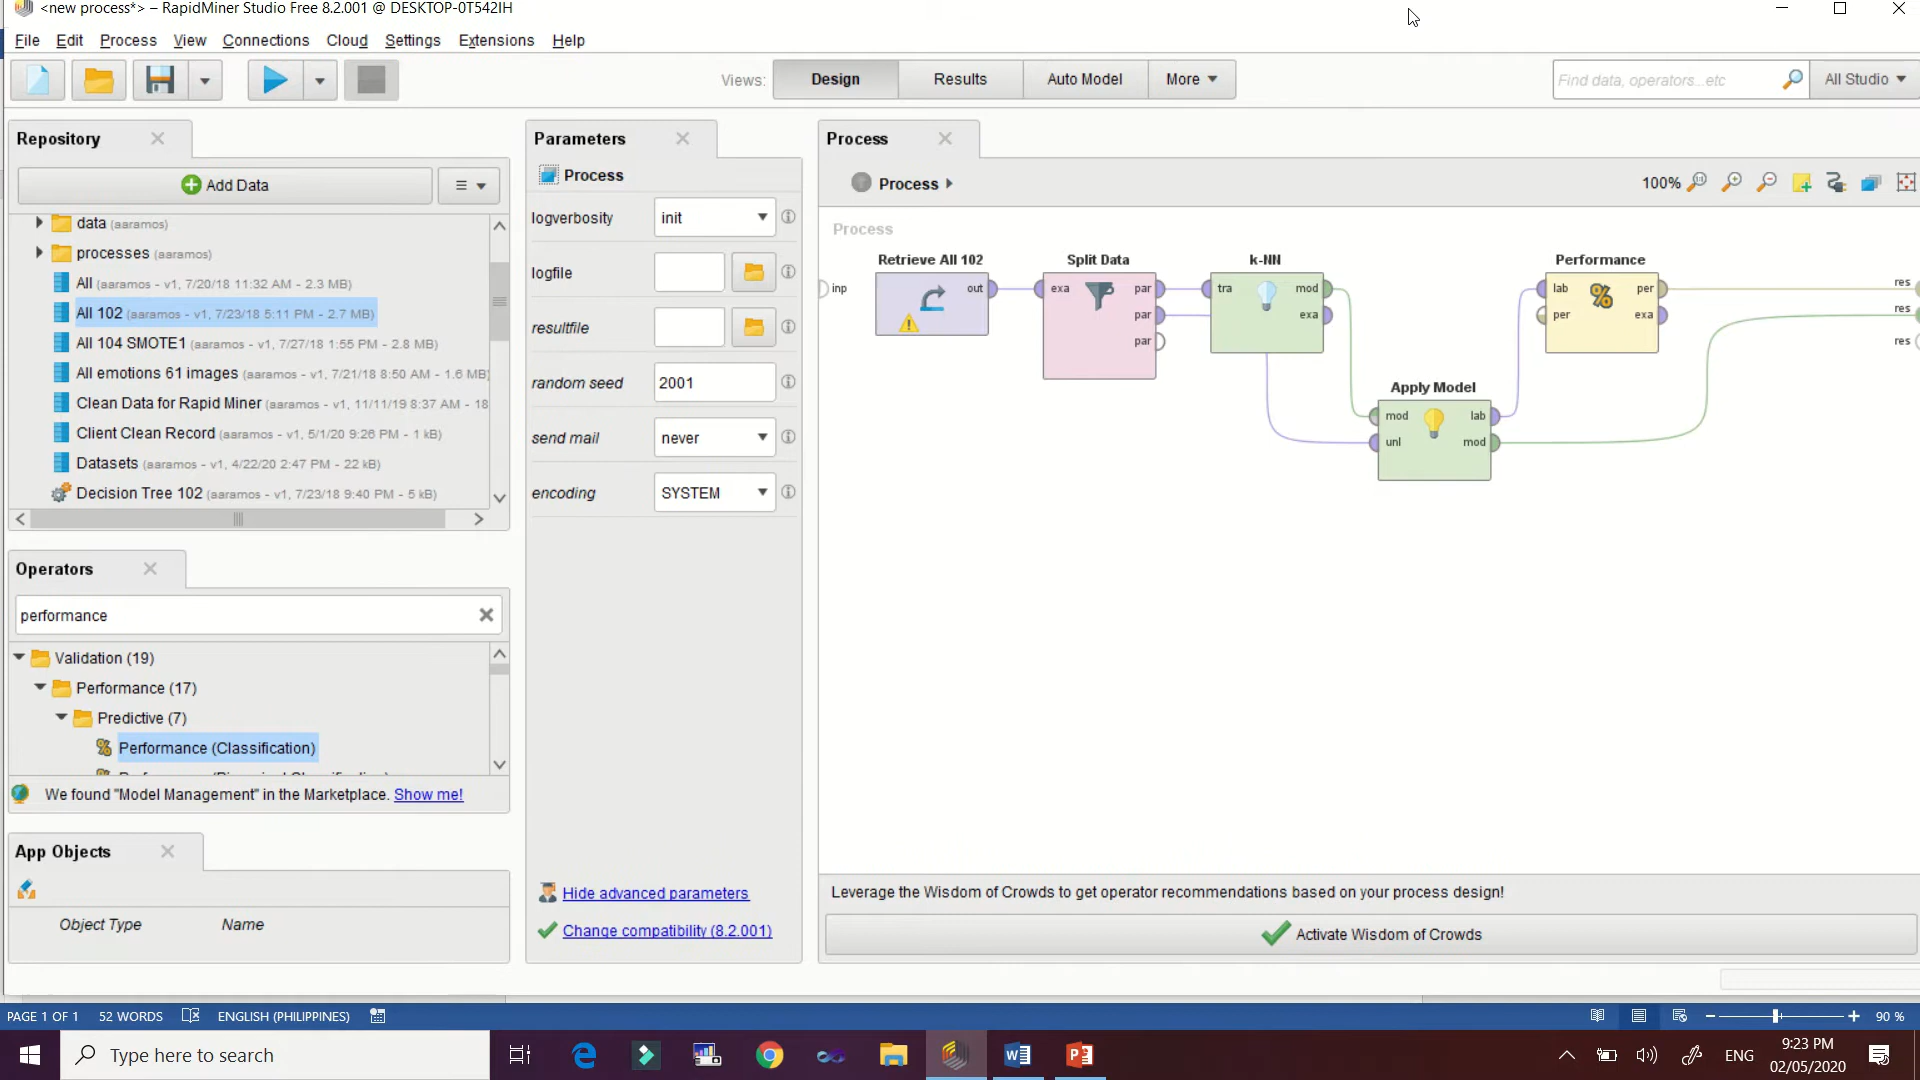 <new process*> – RapidMiner Studio Free 8.2.001 @ DESKTOP-0T542IH
File Edit Process View Connections Cloud Settings Extensions Help
Views: Design Results Auto Model More
Find data, operators...etc
All Studio
Repository
Add Data
data (aaramos)
processes (aaramos)
All (aaramos - v1, 7/20/18 11:32 AM - 2.3 MB)
All 102 (aaramos - v1, 7/23/18 5:11 PM - 2.7 MB)
All 104 SMOTE1 (aaramos - v1, 7/27/18 1:55 PM - 2.8 MB)
All emotions 61 images (aaramos - v1, 7/21/18 8:50 AM - 1.6 MB)
Clean Data for Rapid Miner (aaramos - v1, 11/11/19 8:37 AM - 18
Client Clean Record (aaramos - v1, 5/1/20 9:26 PM - 1 kB)
Datasets (aaramos - v1, 4/22/20 2:47 PM - 22 kB)
Decision Tree 102 (aaramos - v1, 7/23/18 9:40 PM - 5 kB)
Operators
performance
Validation (19)
Performance (17)
Predictive (7)
Performance (Classification)
We found "Model Management" in the Marketplace. Show me!
App Objects
Object Type Name
Parameters
Process
logverbosity init
logfile
resultfile
random seed 2001
send mail never
encoding SYSTEM
Hide advanced parameters
Change compatibility (8.2.001)
Process
Process
100%
Process
Retrieve All 102 Split Data k-NN Performance
inp out exa par tra mod lab per res
par exa per exa res
par res
Apply Model
mod lab
unl mod
Leverage the Wisdom of Crowds to get operator recommendations based on your process design!
Activate Wisdom of Crowds
PAGE 1 OF 1 52 WORDS ENGLISH (PHILIPPINES) 90 %
Type here to search
ENG
9:23 PM
02/05/2020